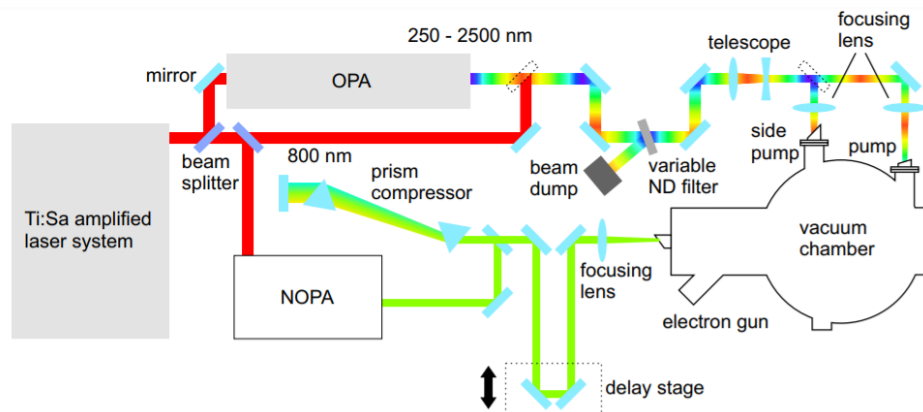 250 - 2500 nm
focusing
lens
telescope
mirror
OPA
side
pump
pump
beam
splitter
800 nm
prism
compressor
beam
dump
variable
ND filter
Ti:Sa amplified
laser system
vacuum
chamber
NOPA
focusing
lens
electron gun
delay stage